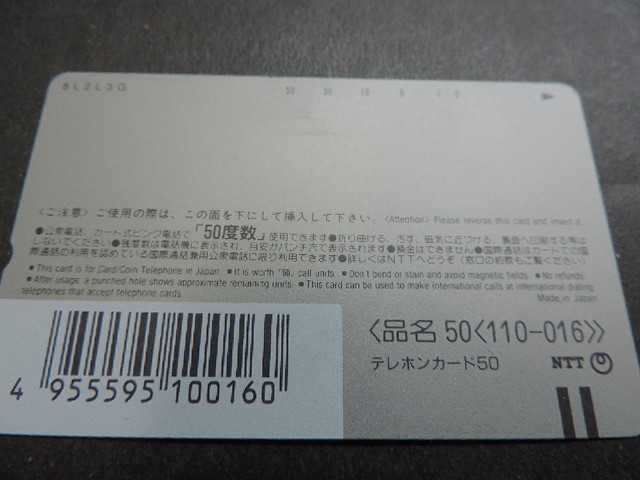 6L2L3G 50 30 10 5 1 0
〈ご注意〉ご使用の際は、この面を下にして挿入して下さい。〈Attention〉Please reverse this card and insert it.
●公衆電話、カード式ピンク電話で「50度数」使用できます●折り曲げる、汚す、磁気に近づける、裏面へ印刷する等は
しないでください●残度数は電話機に表示され、目安がパンチ穴で表示されます●換金はできません●国際通話はカードでの国
際通話の利用を認めている国際通話兼用公衆電話に限り利用できます●詳しくはNTTへどうぞ（窓口の約款もご覧ください）
■This card is for Card/Coin Telephone in Japan. ■It is worth "50" call units. ■Don't bend or stain and avoid magnetic fields. ■No refunds.
■After usage, a punched hole shows approximate remaining units. ■This card can be used to make international calls at international dialing
telephones that accept telephone cards.
Made in Japan
〈品名 50〈110-016〉〉
テレホンカード50 NTT
4 955595 100160